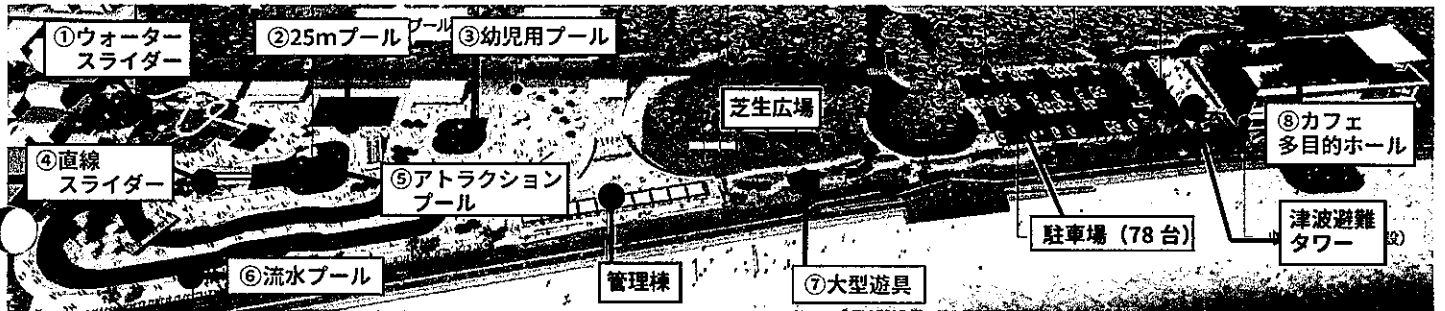 ①ウォーター
スライダー
②25mプール
プール
③幼児用プール
芝生広場
⑧カフェ
多目的ホール
④直線
スライダー
⑤アトラクション
プール
駐車場（78台）
津波避難
タワー
設）
⑥流水プール
管理棟
⑦大型遊具